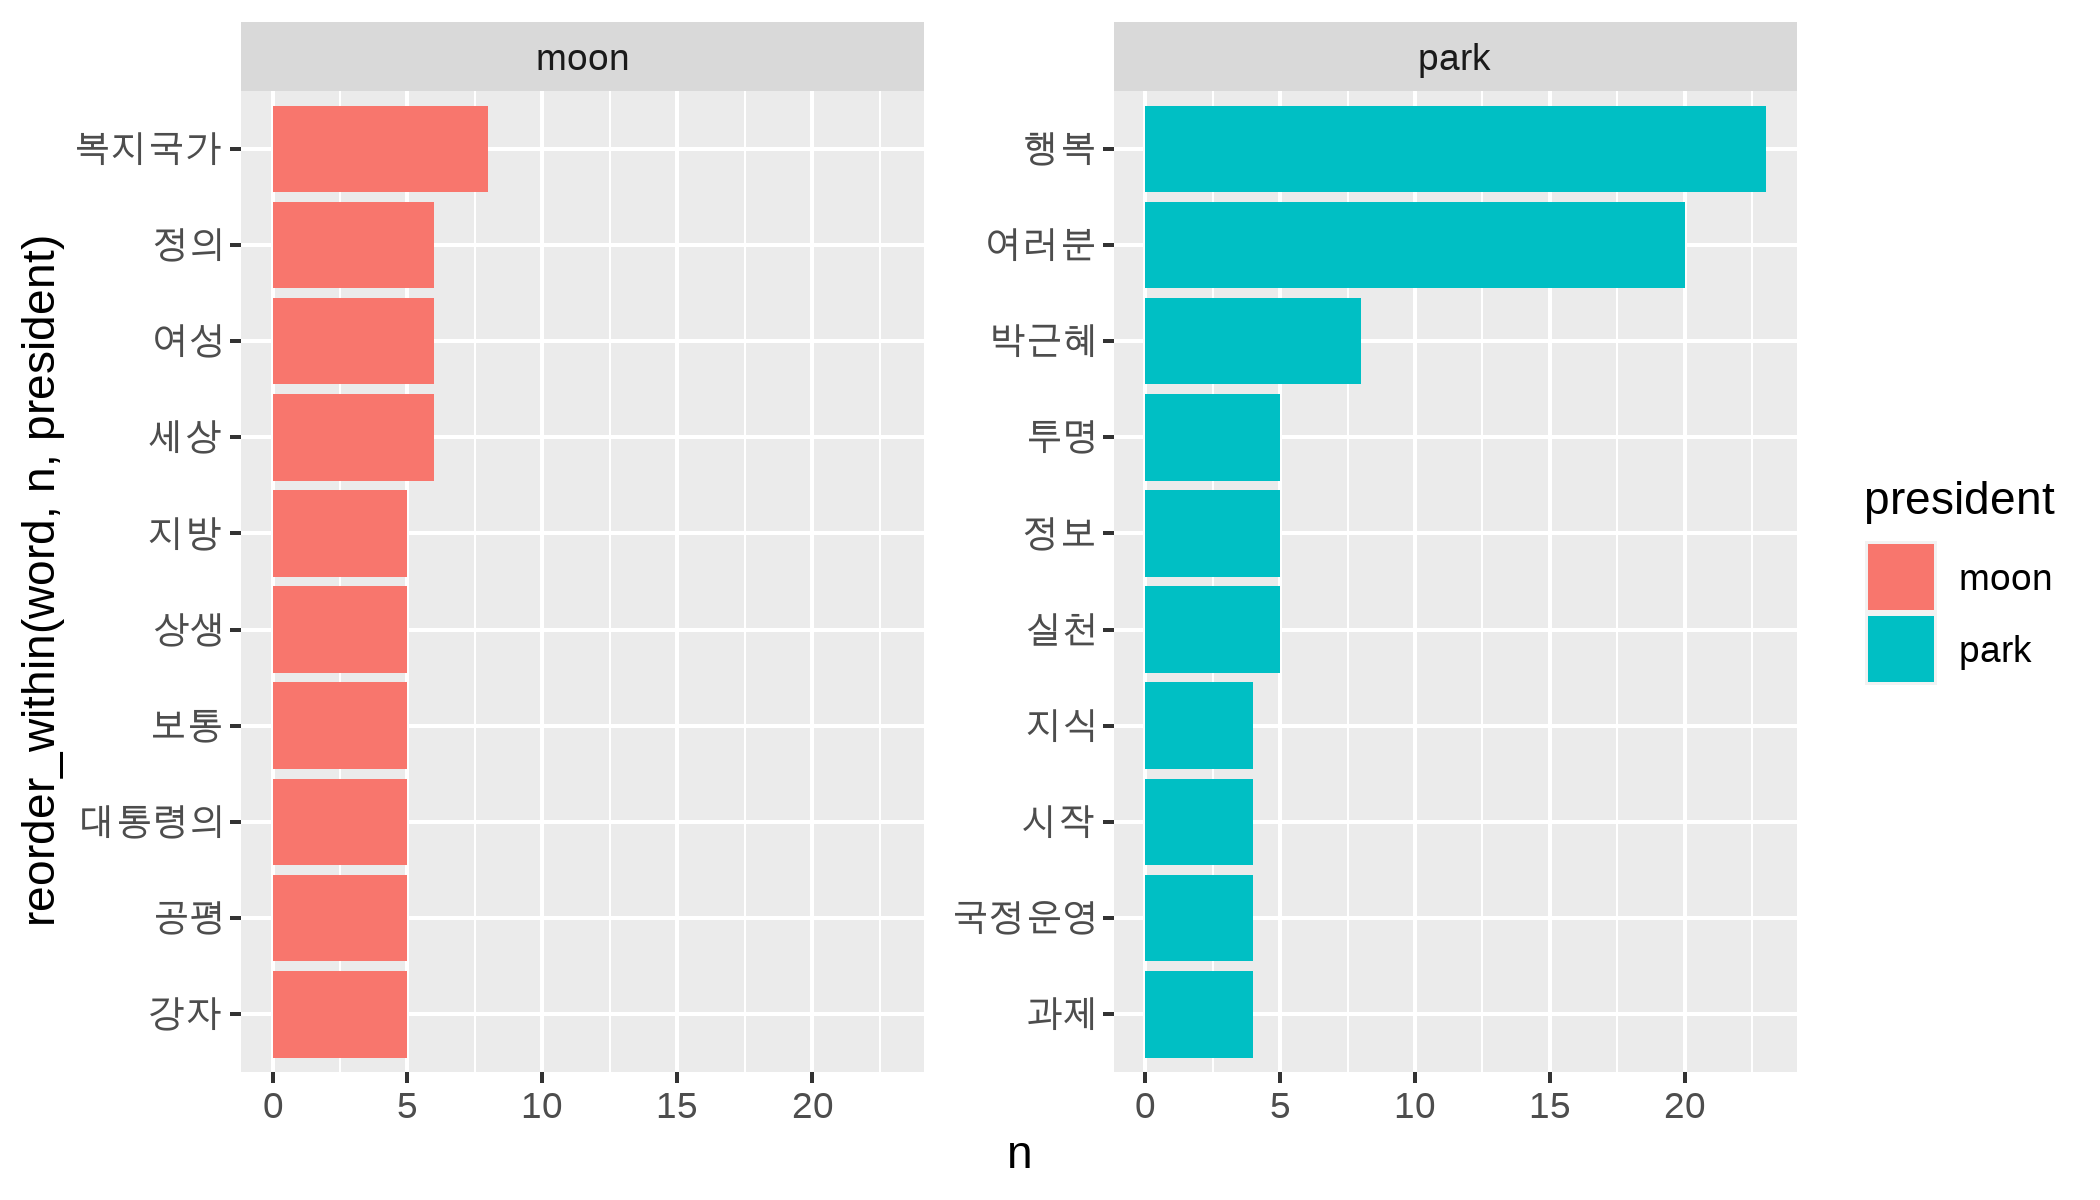 moon
park
reorder_within(word, n, president)
복지국가
정의
여성
세상
지방
상생
보통
대통령의
공평
강자
0 5 10 15 20
행복
여러분
박근혜
투명
정보
실천
지식
시작
국정운영
과제
0 5 10 15 20
n
president
moon
park